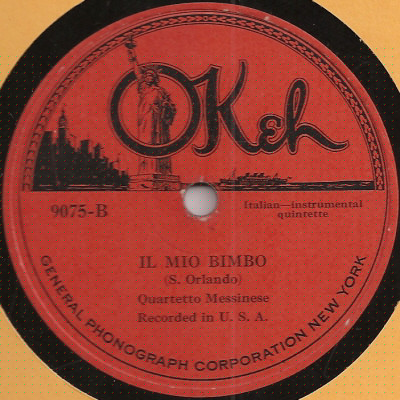 OKeh
9075-B
Italian—instrumental
quintette
IL MIO BIMBO
(S. Orlando)
Quartetto Messinese
Recorded in U. S. A.
GENERAL PHONOGRAPH CORPORATION NEW YORK